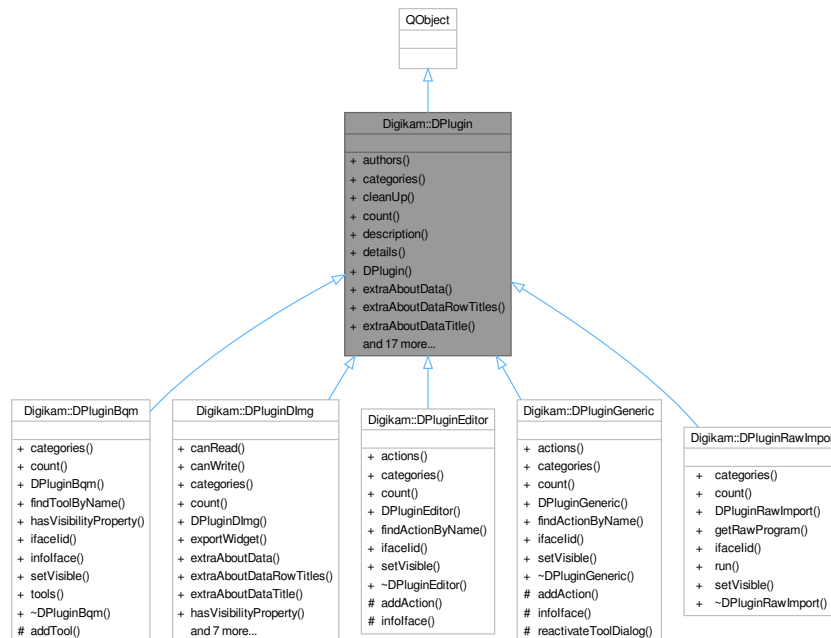 QObject
Digikam::DPlugin
+ authors()
+ categories()
+ cleanUp()
+ count()
+ description()
+ details()
+ DPlugin()
+ extraAboutData()
+ extraAboutDataRowTitles()
+ extraAboutDataTitle()
and 17 more...
Digikam::DPluginBqm
+ categories()
+ count()
+ DPluginBqm()
+ findToolByName()
+ hasVisibilityProperty()
+ ifaceIid()
+ infoIface()
+ setVisible()
+ tools()
+ ~DPluginBqm()
# addTool()
Digikam::DPluginDImg
+ canRead()
+ canWrite()
+ categories()
+ count()
+ DPluginDImg()
+ exportWidget()
+ extraAboutData()
+ extraAboutDataRowTitles()
+ extraAboutDataTitle()
+ hasVisibilityProperty()
and 7 more...
Digikam::DPluginEditor
+ actions()
+ categories()
+ count()
+ DPluginEditor()
+ findActionByName()
+ ifaceIid()
+ setVisible()
+ ~DPluginEditor()
# addAction()
# infoIface()
Digikam::DPluginGeneric
+ actions()
+ categories()
+ count()
+ DPluginGeneric()
+ findActionByName()
+ ifaceIid()
+ setVisible()
+ ~DPluginGeneric()
# addAction()
# infoIface()
# reactivateToolDialog()
Digikam::DPluginRawImport
+ categories()
+ count()
+ DPluginRawImport()
+ getRawProgram()
+ ifaceIid()
+ run()
+ setVisible()
+ ~DPluginRawImport()